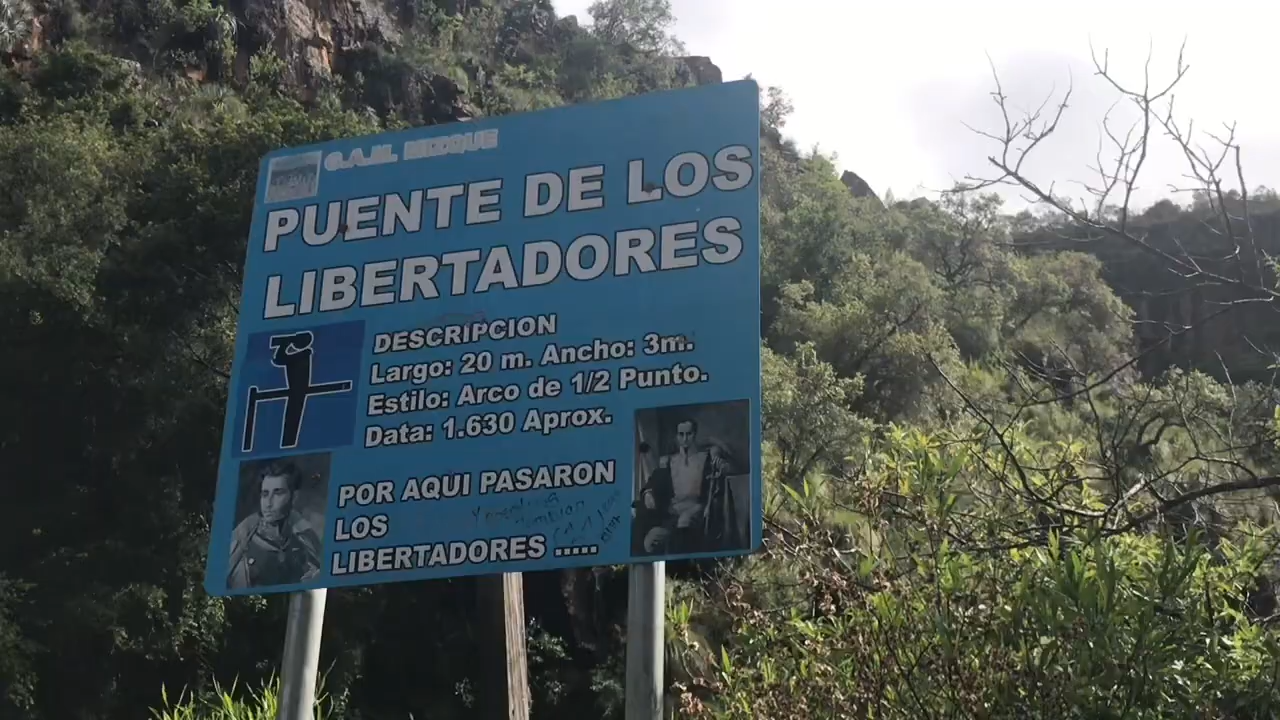 G.A.M. MIZQUE
PUENTE DE LOS
LIBERTADORES
DESCRIPCION
Largo: 20 m. Ancho: 3m.
Estilo: Arco de 1/2 Punto.
Data: 1.630 Aprox.
POR AQUI PASARON
LOS
LIBERTADORES .....